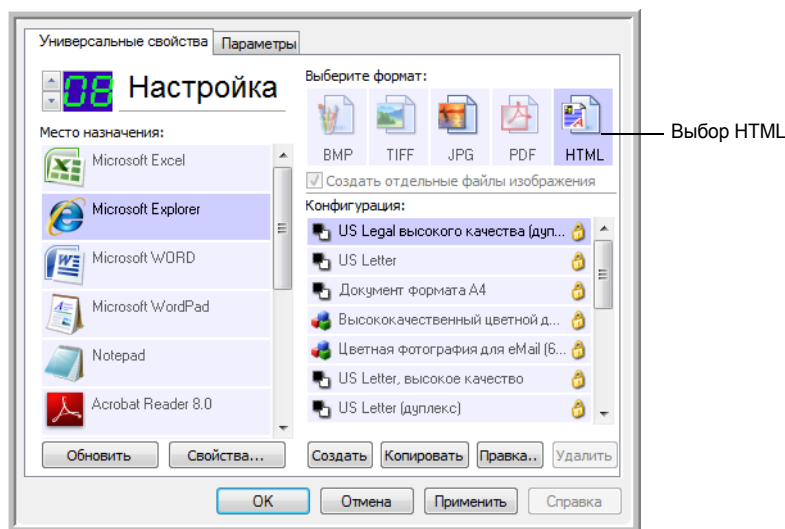 Универсальные свойства Параметры
08 Настройка
Место назначения:
Microsoft Excel
Microsoft Explorer
Microsoft WORD
Microsoft WordPad
Notepad
Acrobat Reader 8.0
Обновить Свойства...
Выберите формат:
BMP TIFF JPG PDF HTML
Создать отдельные файлы изображения
Конфигурация:
US Legal высокого качества (дуп...
US Letter
Документ формата A4
Высококачественный цветной д...
Цветная фотография для eMail (6...
US Letter, высокое качество
US Letter (дуплекс)
Создать Копировать Правка.. Удалить
OK Отмена Применить Справка
Выбор HTML